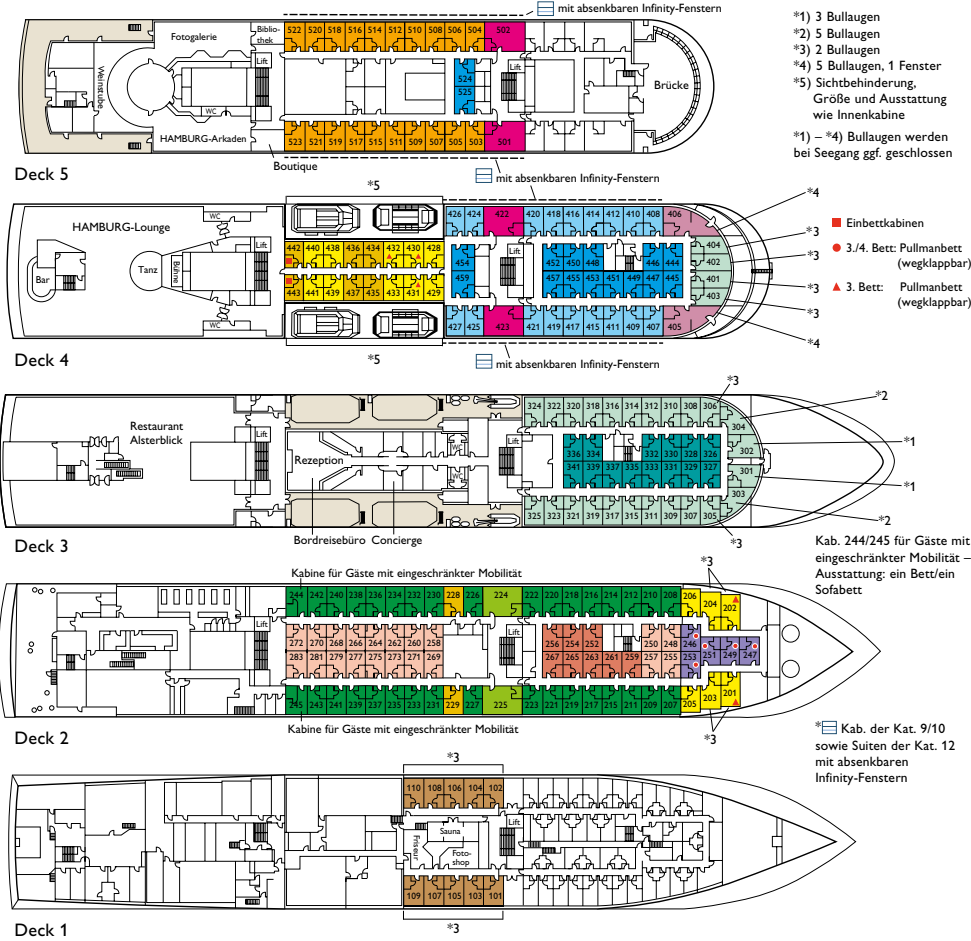 mit absenkbaren Infinity-Fenstern
522 520 518 516 514 512 510 508 506 504 502
Fotogalerie
Biblio-
thek
Lift
Lift
Weinstube
WC
524
525
Brücke
HAMBURG-Arkaden
523 521 519 517 515 511 509 507 505 503 501
Boutique
Deck 5
mit absenkbaren Infinity-Fenstern
*1) 3 Bullaugen
*2) 5 Bullaugen
*3) 2 Bullaugen
*4) 5 Bullaugen, 1 Fenster
*5) Sichtbehinderung,
Größe und Ausstattung
wie Innenkabine
*1) – *4) Bullaugen werden
bei Seegang ggf. geschlossen
*5
*4
*3
*3
*3
*3
*4
HAMBURG-Lounge
WC
Lift
Lift
Bar
Tanz
Bühne
WC
426 424 422 420 418 416 414 412 410 408 406
442 440 438 436 434 432 430 428
454 452 450 448 446 444
404
402
401
403
459 457 455 453 451 449 447 445
443 441 439 437 435 433 431 429
427 425 423 421 419 417 415 411 409 407 405
*5
Deck 4
mit absenkbaren Infinity-Fenstern
Einbettkabinen
3./4. Bett: Pullmanbett
(wegklappbar)
3. Bett: Pullmanbett
(wegklappbar)
*3
*2
*1
*1
*2
*3
Restaurant
Alsterblick
Lift
Rezeption
WC
WC
Lift
324 322 320 318 316 314 312 310 308 306
304
302
301
303
336 334 332 330 328 326
341 339 337 335 333 331 329 327
325 323 321 319 317 315 311 309 307 305
Bordreisebüro Concierge
Deck 3
Kab. 244/245 für Gäste mit
eingeschränkter Mobilität –
Ausstattung: ein Bett/ein
Sofabett
Kabine für Gäste mit eingeschränkter Mobilität
*3
244 242 240 238 236 234 232 230 228 226 224 222 220 218 216 214 212 210 208 206 204 202
Lift
Lift
272 270 268 266 264 262 260 258 256 254 252 250 248 246
283 281 279 277 275 273 271 269 267 265 263 261 259 257 255 253 251 249 247
245 243 241 239 237 235 233 231 229 227 225 223 221 219 217 215 211 209 207 205 203 201
Kabine für Gäste mit eingeschränkter Mobilität
*3
Deck 2
* Kab. der Kat. 9/10
sowie Suiten der Kat. 12
mit absenkbaren
Infinity-Fenstern
*3
110 108 106 104 102
Friseur
Sauna
Foto-
shop
Lift
109 107 105 103 101
*3
Deck 1